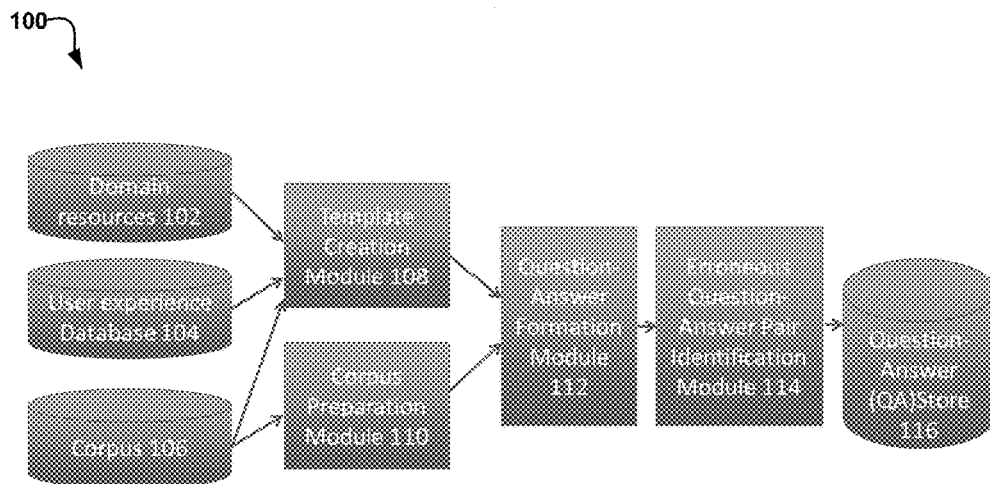 100
Domain
resources 102
User experience
Database 104
Corpus 106
Template
Creation
Module 108
Corpus
Preparation
Module 110
Question-
Answer
Formation
Module
112
Erroneous
Question-
Answer Pair
Identification
Module 114
Question-
Answer
(QA)Store
116